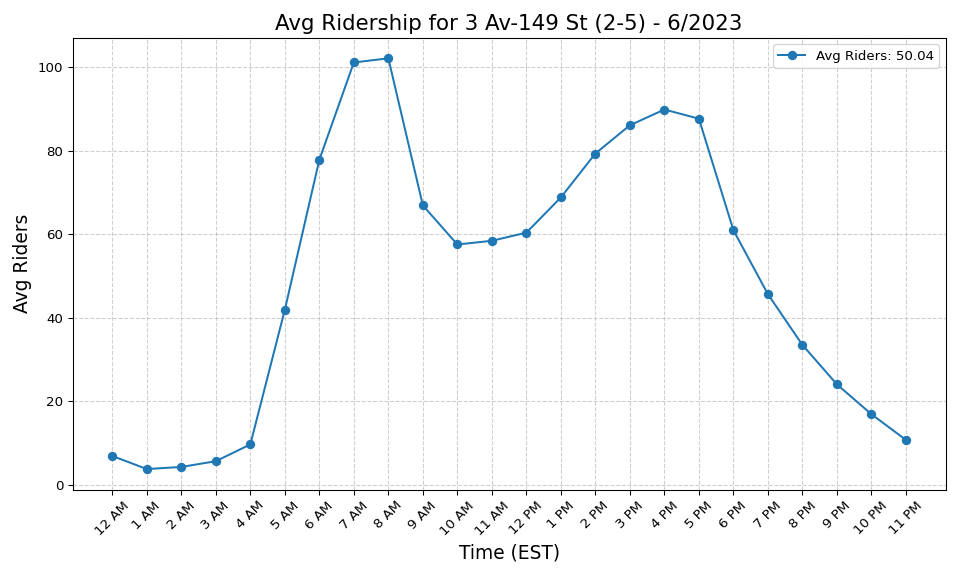 Avg Ridership for 3 Av-149 St (2-5) - 6/2023
Avg Riders: 50.04
Avg Riders
100
80
60
40
20
0
12 AM
1 AM
2 AM
3 AM
4 AM
5 AM
6 AM
7 AM
8 AM
9 AM
10 AM
11 AM
12 PM
1 PM
2 PM
3 PM
4 PM
5 PM
6 PM
7 PM
8 PM
9 PM
10 PM
11 PM
Time (EST)